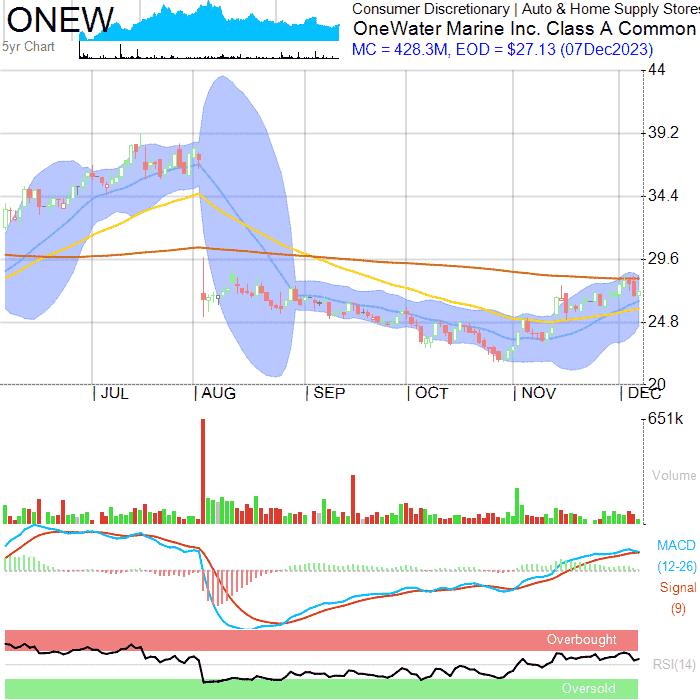 ONEW
5yr Chart
Consumer Discretionary | Auto & Home Supply Stores
OneWater Marine Inc. Class A Common
MC = 428.3M, EOD = $27.13 (07Dec2023)
44
39.2
34.4
29.6
24.8
20
JUL AUG SEP OCT NOV DEC
651k
Volume
MACD
(12-26)
Signal
(9)
Overbought
RSI(14)
Oversold